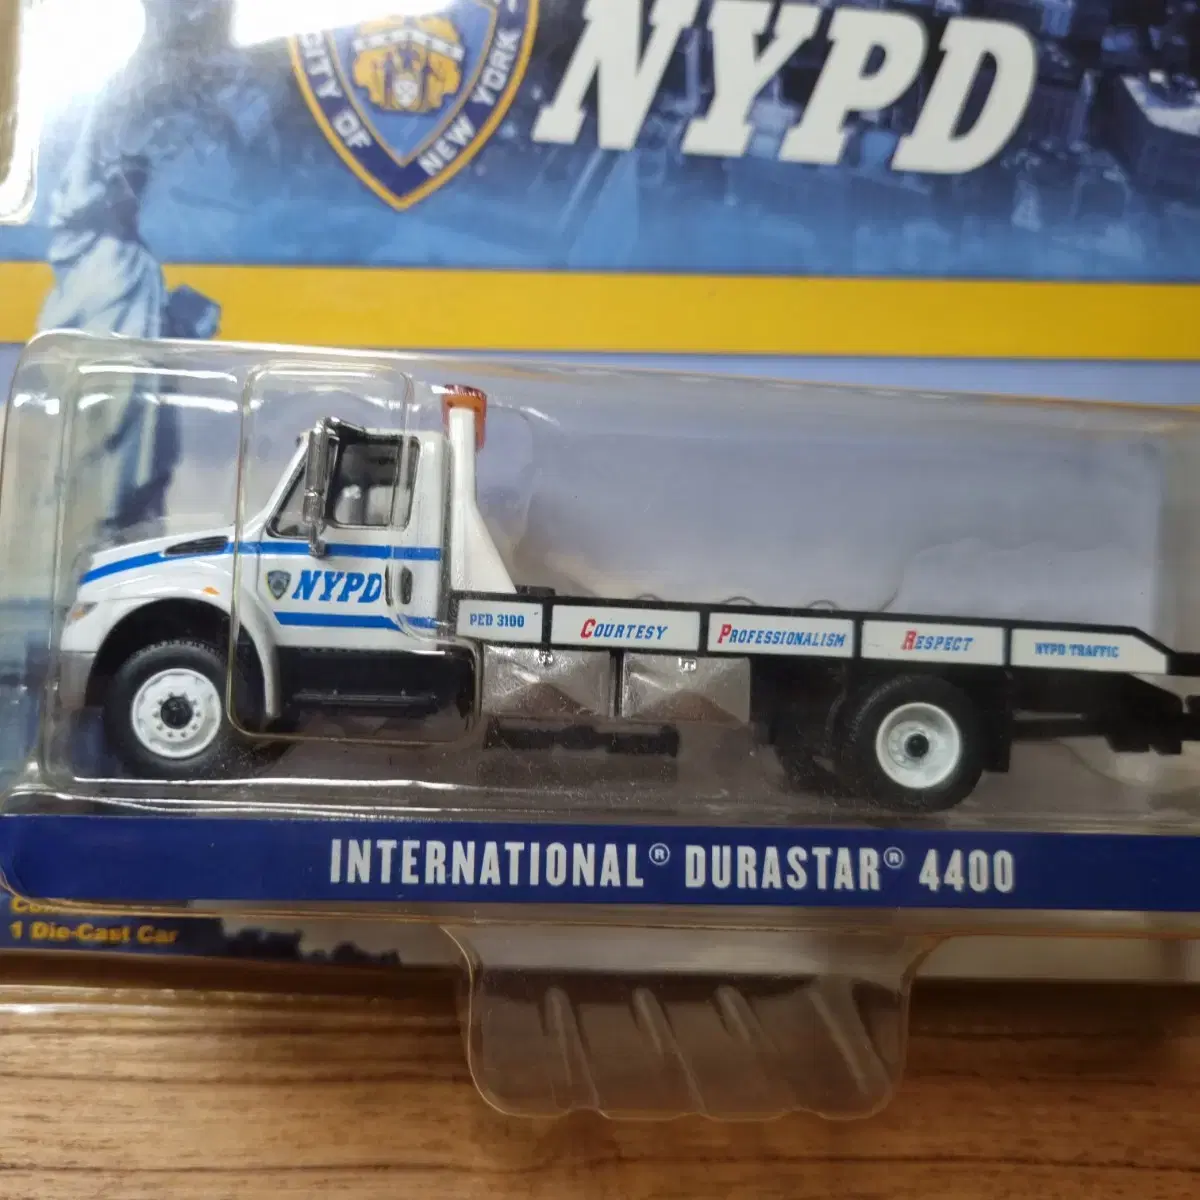 CITY OF NEW YORK
NYPD
NYPD
PED 3100
COURTESY
PROFESSIONALISM
RESPECT
NYPD TRAFFIC
INTERNATIONAL® DURASTAR® 4400
1 Die-Cast Car